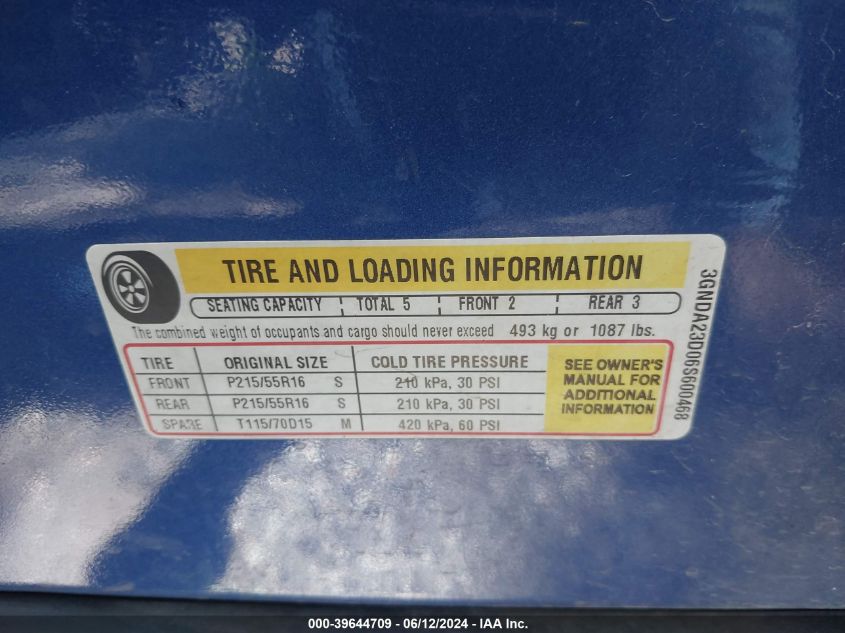 TIRE AND LOADING INFORMATION
SEATING CAPACITY TOTAL 5 FRONT 2 REAR 3
The combined weight of occupants and cargo should never exceed 493 kg or 1087 lbs.
TIRE ORIGINAL SIZE COLD TIRE PRESSURE
FRONT P215/55R16 S 210 kPa, 30 PSI
REAR P215/55R16 S 210 kPa, 30 PSI
SPARE T115/70D15 M 420 kPa, 60 PSI
SEE OWNER'S
MANUAL FOR
ADDITIONAL
INFORMATION
3GNDA23D06S600468
000-39644709 - 06/12/2024 - IAA Inc.